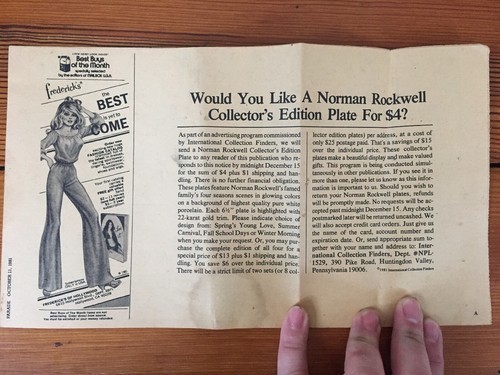 Best Buys
of the Month
specially selected
by the editors of
frederick's
the
BEST
is yet to
COME
FREDERICK'S OF HOLLYWOOD
PARADE • OCTOBER 11, 1981
Would You Like A Norman Rockwell
Collector's Edition Plate For $4?
As part of an advertising program commissioned
by International Collection Finders, we will
send a Norman Rockwell Collector's Edition
Plate to any reader of this publication who re-
sponds to this notice by midnight December 15
for the sum of $4 plus $1 shipping and han-
dling. There is no further financial obligation.
These plates feature Norman Rockwell's famed
family's four seasons scenes in glowing colors
on a background of highest quality pure white
porcelain. Each 6½" plate is highlighted with
22-karat gold trim. Please indicate choice of
design from: Spring's Young Love, Summer
Carnival, Fall School Days or Winter Morning
when you make your request. Or, you may pur-
chase the complete edition of all four for a
special price of $13 plus $1 shipping and han-
dling. You save $6 over the individual price.
There will be a strict limit of two sets (or 8 col-
lector edition plates) per address, at a cost of
only $25 postage paid. That's a savings of $15
over the individual price. These collector's
plates make a beautiful display and make valued
gifts. This program is being conducted simul-
taneously in other publications. If you see it in
more than one, please let us know as this infor-
mation is important to us. Should you wish to
return your Norman Rockwell plates, refunds
will be promptly made. No requests will be ac-
cepted past midnight December 15. Any checks
postmarked later will be returned uncashed. We
will also accept credit card orders. Just give us
the name of the card, account number and
expiration date. Or, send appropriate sum to-
gether with your name and address to: Inter-
national Collection Finders, Dept. #NPL-
1529, 390 Pike Road, Huntingdon Valley,
Pennsylvania 19006.
©1981 International Collection Finders
A